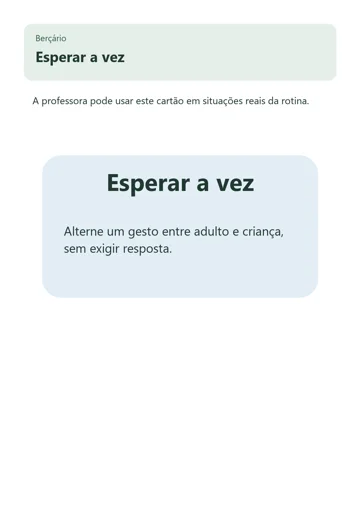 Berçário
Esperar a vez
A professora pode usar este cartão em situações reais da rotina.
Esperar a vez
Alterne um gesto entre adulto e criança,
sem exigir resposta.